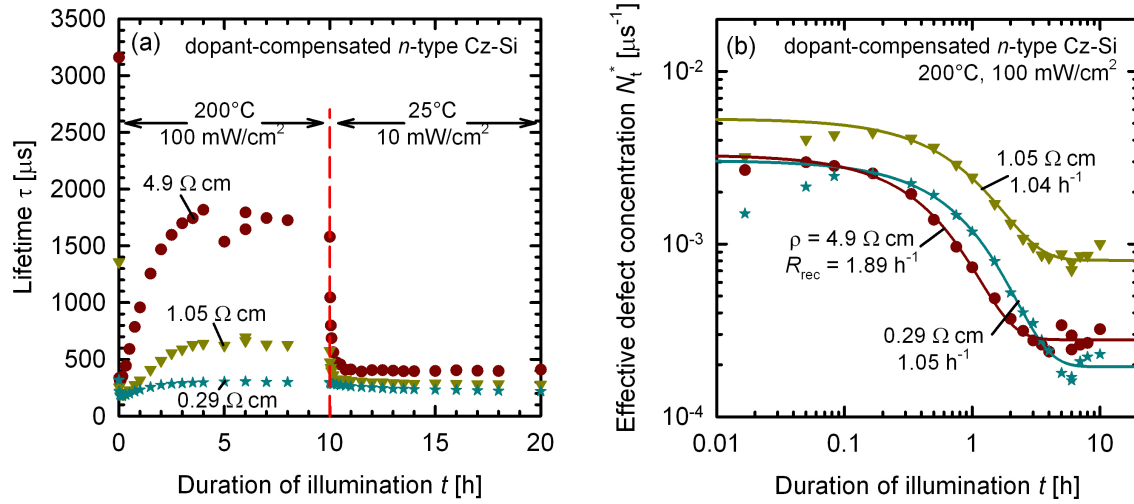 (a) dopant-compensated n-type Cz-Si
200°C
100 mW/cm²
25°C
10 mW/cm²
4.9 Ω cm
1.05 Ω cm
0.29 Ω cm
Lifetime τ [µs]
3500
3000
2500
2000
1500
1000
500
0
0 5 10 15 20
Duration of illumination t [h]
(b) dopant-compensated n-type Cz-Si
200°C, 100 mW/cm²
1.05 Ω cm
1.04 h⁻¹
ρ = 4.9 Ω cm
R_rec = 1.89 h⁻¹
0.29 Ω cm
1.05 h⁻¹
Effective defect concentration N_t^* [µs⁻¹]
10⁻²
10⁻³
10⁻⁴
0.01 0.1 1 10
Duration of illumination t [h]